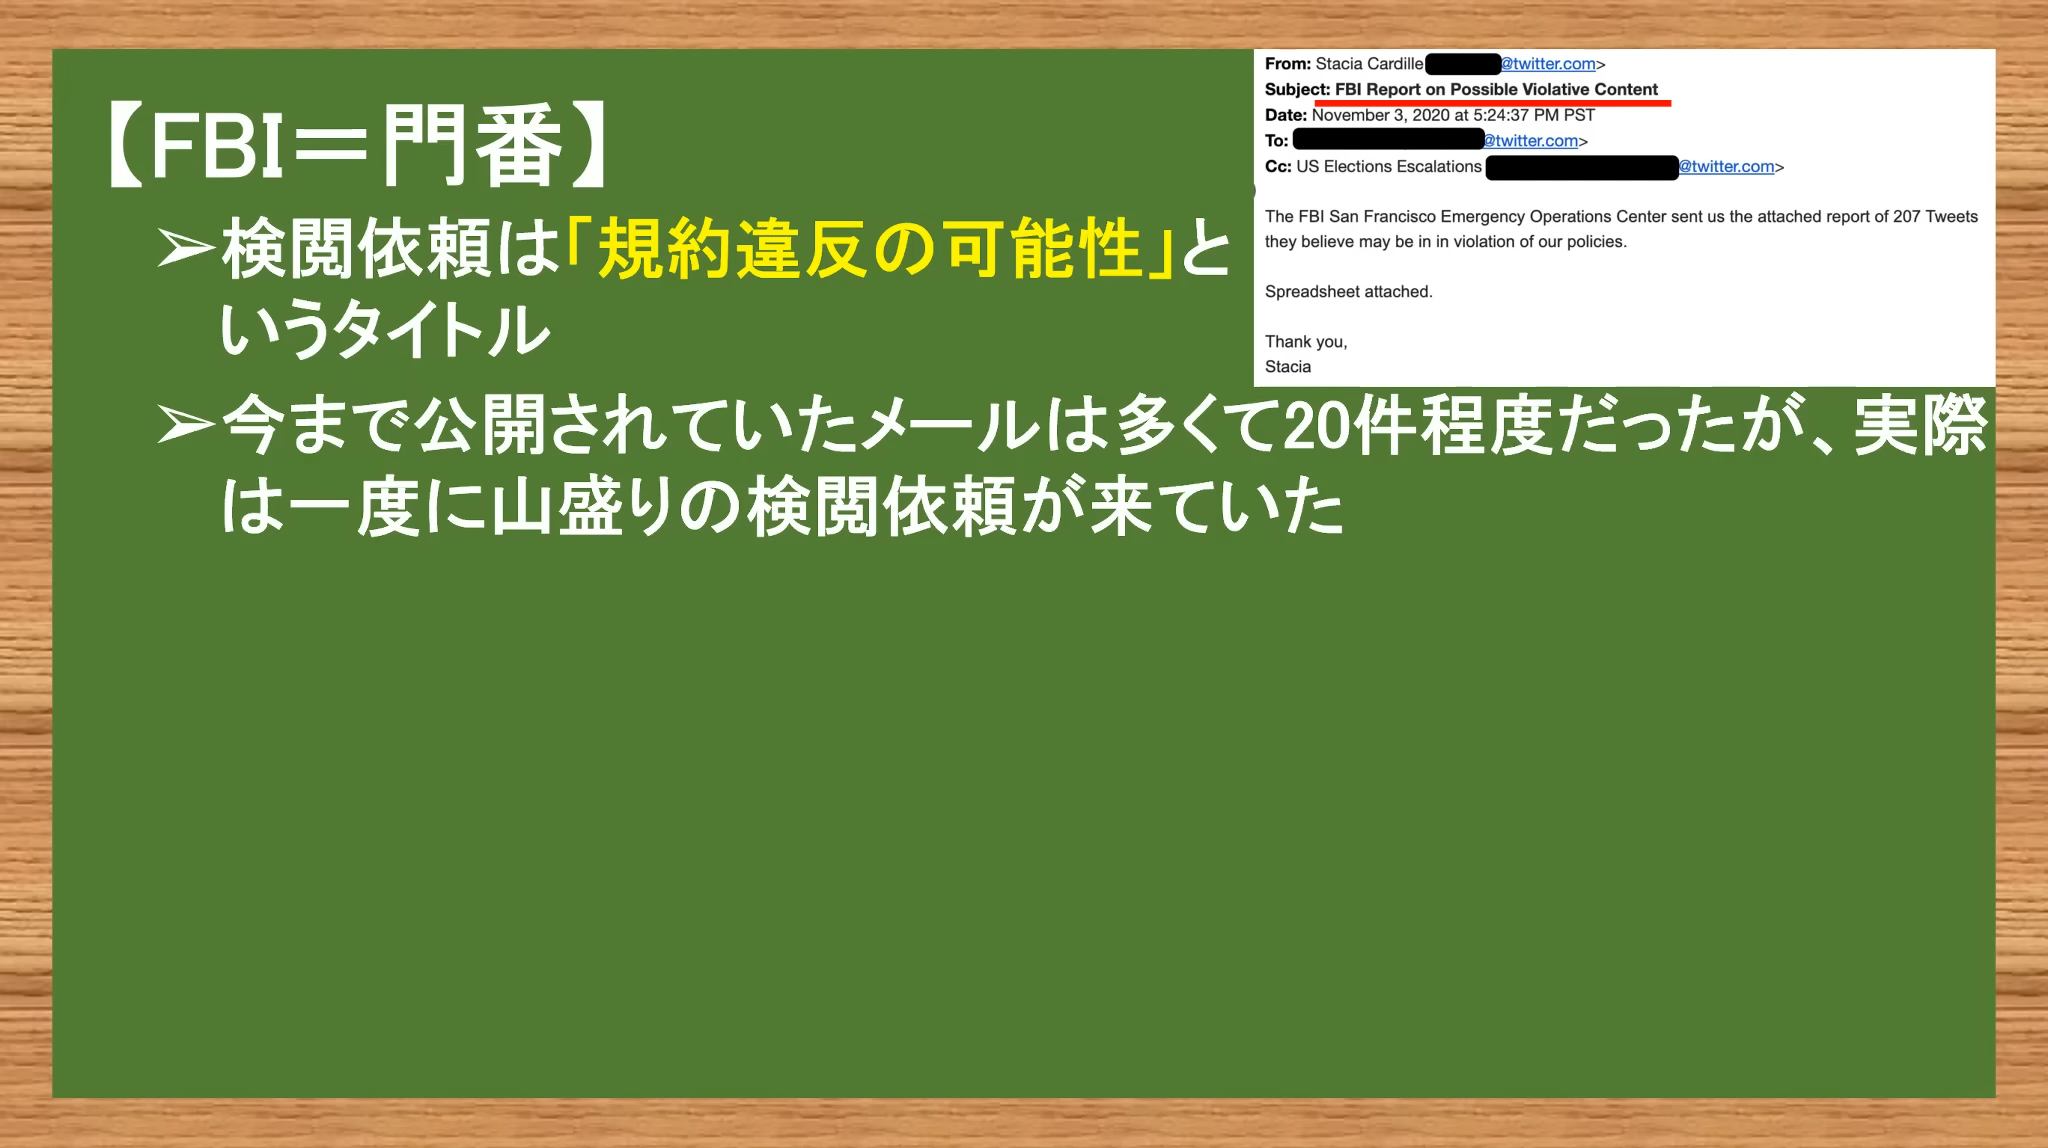 【FBI＝門番】
➢検閲依頼は「規約違反の可能性」と
いうタイトル
➢今まで公開されていたメールは多くて20件程度だったが、実際
は一度に山盛りの検閲依頼が来ていた
From: Stacia Cardille @twitter.com>
Subject: FBI Report on Possible Violative Content
Date: November 3, 2020 at 5:24:37 PM PST
To: @twitter.com>
Cc: US Elections Escalations @twitter.com>
The FBI San Francisco Emergency Operations Center sent us the attached report of 207 Tweets
they believe may be in in violation of our policies.
Spreadsheet attached.
Thank you,
Stacia